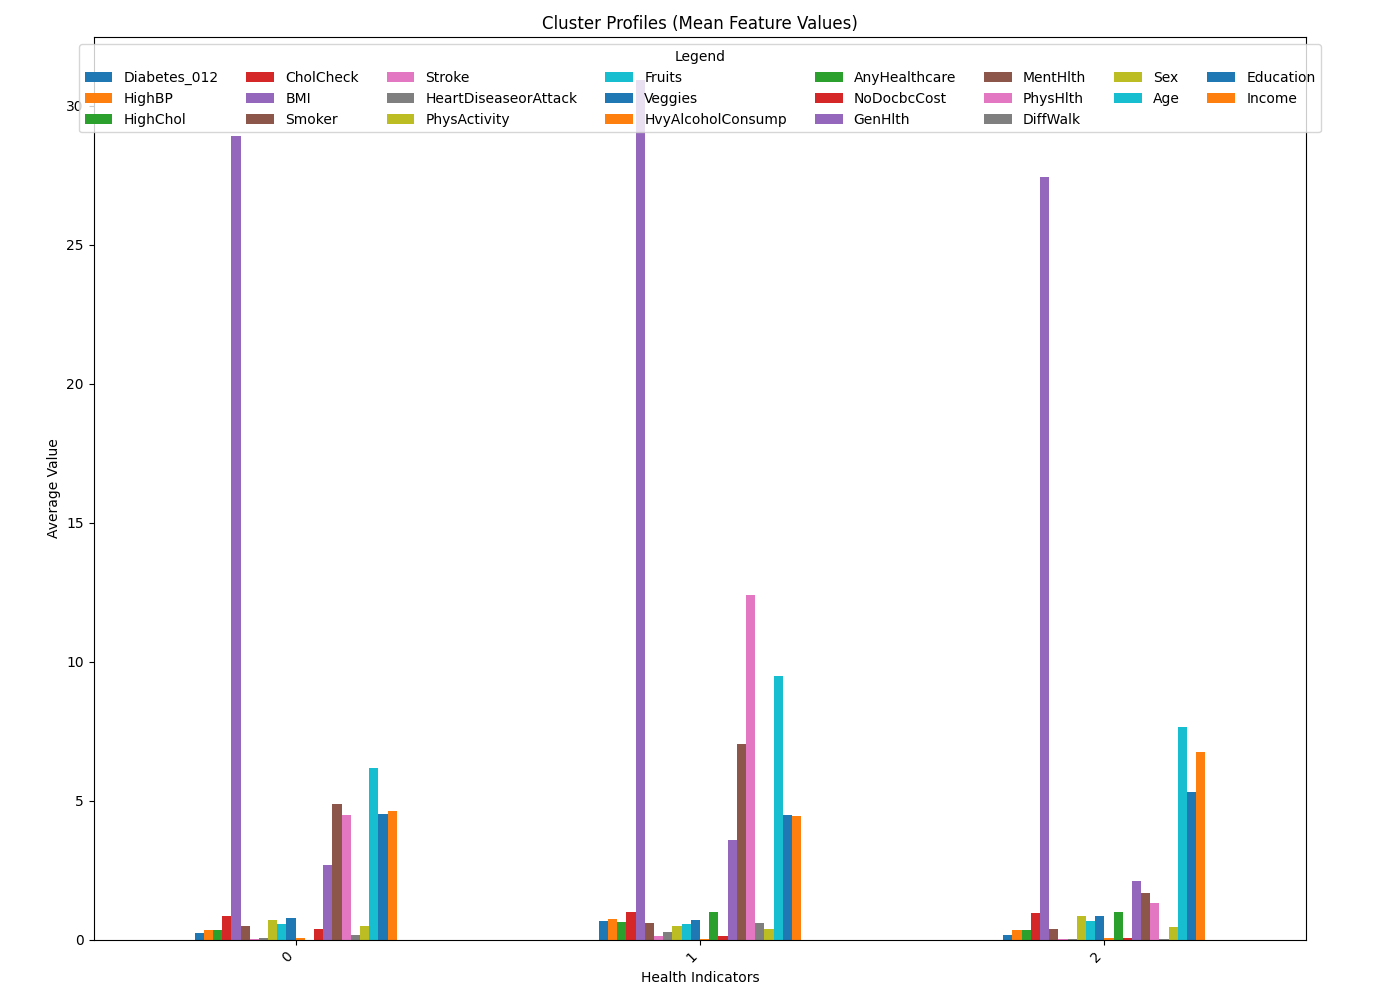 Cluster Profiles (Mean Feature Values)
Legend
Diabetes_012 CholCheck Stroke Fruits AnyHealthcare MentHlth Sex Education
HighBP BMI HeartDiseaseorAttack Veggies NoDocbcCost PhysHlth Age Income
HighChol Smoker PhysActivity HvyAlcoholConsump GenHlth DiffWalk
30
25
20
15
10
5
0
Average Value
0 1 2
Health Indicators